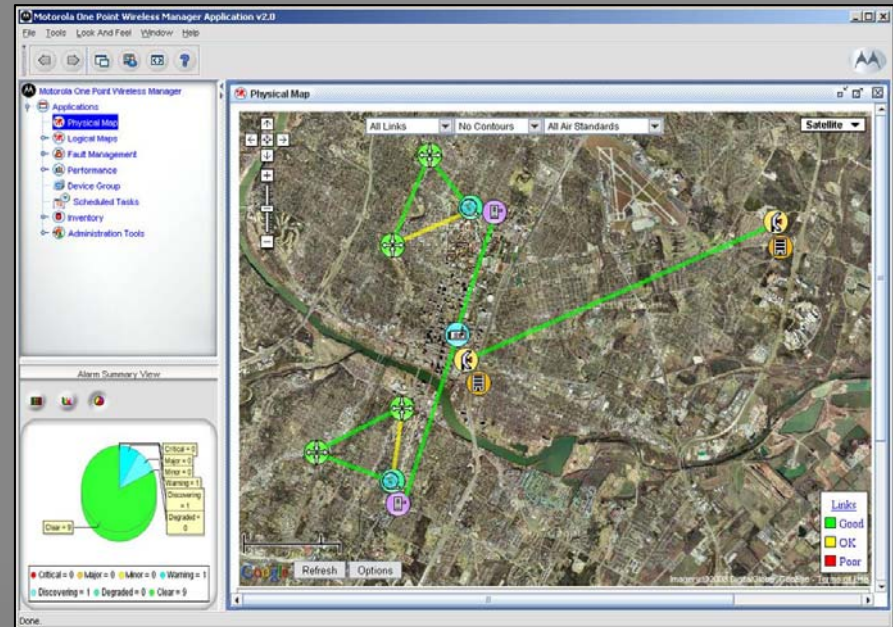 Motorola One Point Wireless Manager Application v2.0
File Tools Look And Feel Window Help
Motorola One Point Wireless Manager
Applications
Physical Map
Logical Maps
Fault Management
Performance
Device Group
Scheduled Tasks
Inventory
Administration Tools
Physical Map
All Links No Contours All Air Standards Satellite
Alarm Summary View
Critical = 0
Major = 0
Minor = 0
Warning = 1
Discovering
= 1
Degraded =
0
Clear = 9
Critical = 0 Major = 0 Minor = 0 Warning = 1
Discovering = 1 Degraded = 0 Clear = 9
Links
Good
OK
Poor
Google Refresh Options
Terms of Use
Done.